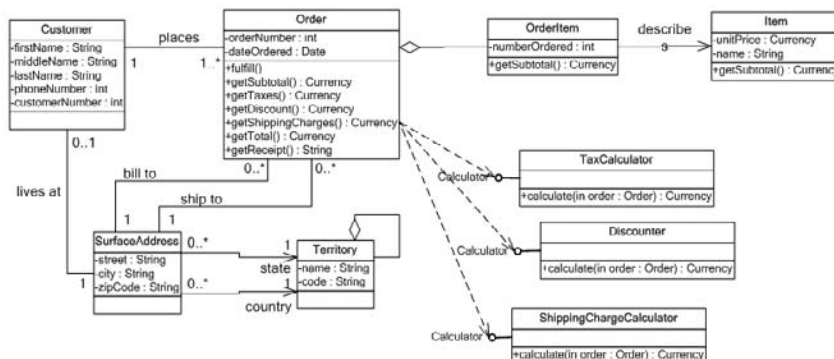 Customer
-firstName : String
-middleName : String
-lastName : String
-phoneNumber : int
-customerNumber : int
places
1
1..*
Order
-orderNumber : int
-dateOrdered : Date
+fulfill()
+getSubtotal() : Currency
+getTaxes() : Currency
+getDiscount() : Currency
+getShippingCharges() : Currency
+getTotal() : Currency
+getReceipt() : String
OrderItem
-numberOrdered : int
+getSubtotal() : Currency
describe
s
Item
-unitPrice : Currency
-name : String
+getSubtotal() : Currency
0..1
lives at
1
0..*
0..*
bill to
ship to
1
1
SurfaceAddress
-street : String
-city : String
-zipCode : String
0..*
1
state
0..*
1
country
Territory
-name : String
-code : String
Calculator
TaxCalculator
+calculate(in order : Order) : Currency
Calculator
Discounter
+calculate(in order : Order) : Currency
Calculator
ShippingChargeCalculator
+calculate(in order : Order) : Currency